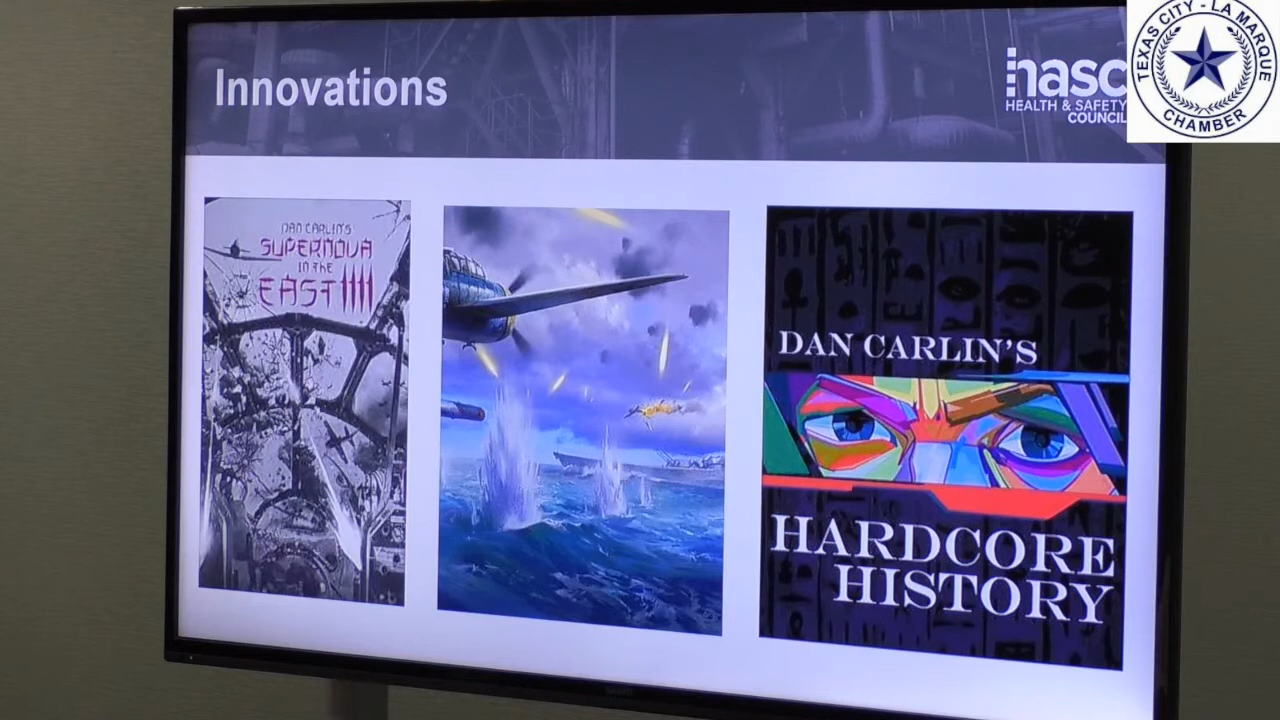 Innovations
hasc
HEALTH & SAFETY
COUNCIL
TEXAS CITY - LA MARQUE
CHAMBER
DAN CARLIN'S
SUPERNOVA
IN THE
EAST IIII
DAN CARLIN'S
HARDCORE
HISTORY